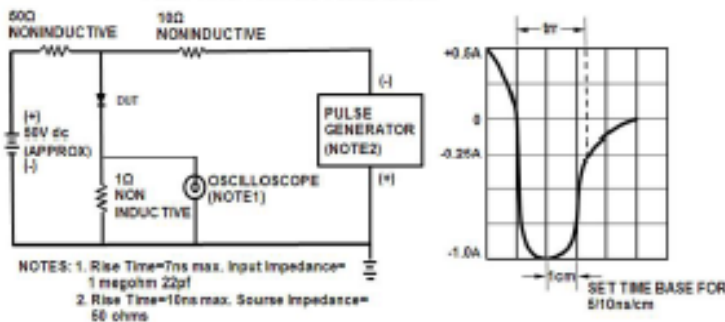 50Ω
NONINDUCTIVE
10Ω
NONINDUCTIVE
DUT
(+)
50V dc
(APPROX)
(-)
1Ω
NON
INDUCTIVE
OSCILLOSCOPE
(NOTE1)
(-)
PULSE
GENERATOR
(NOTE2)
(+)
NOTES: 1. Rise Time=7ns max. Input Impedance=
1 megohm 22pf
2. Rise Time=10ns max. Sourse Impedance=
50 ohms
trr
+0.5A
0
-0.25A
-1.0A
1cm
SET TIME BASE FOR
5/10ns/cm